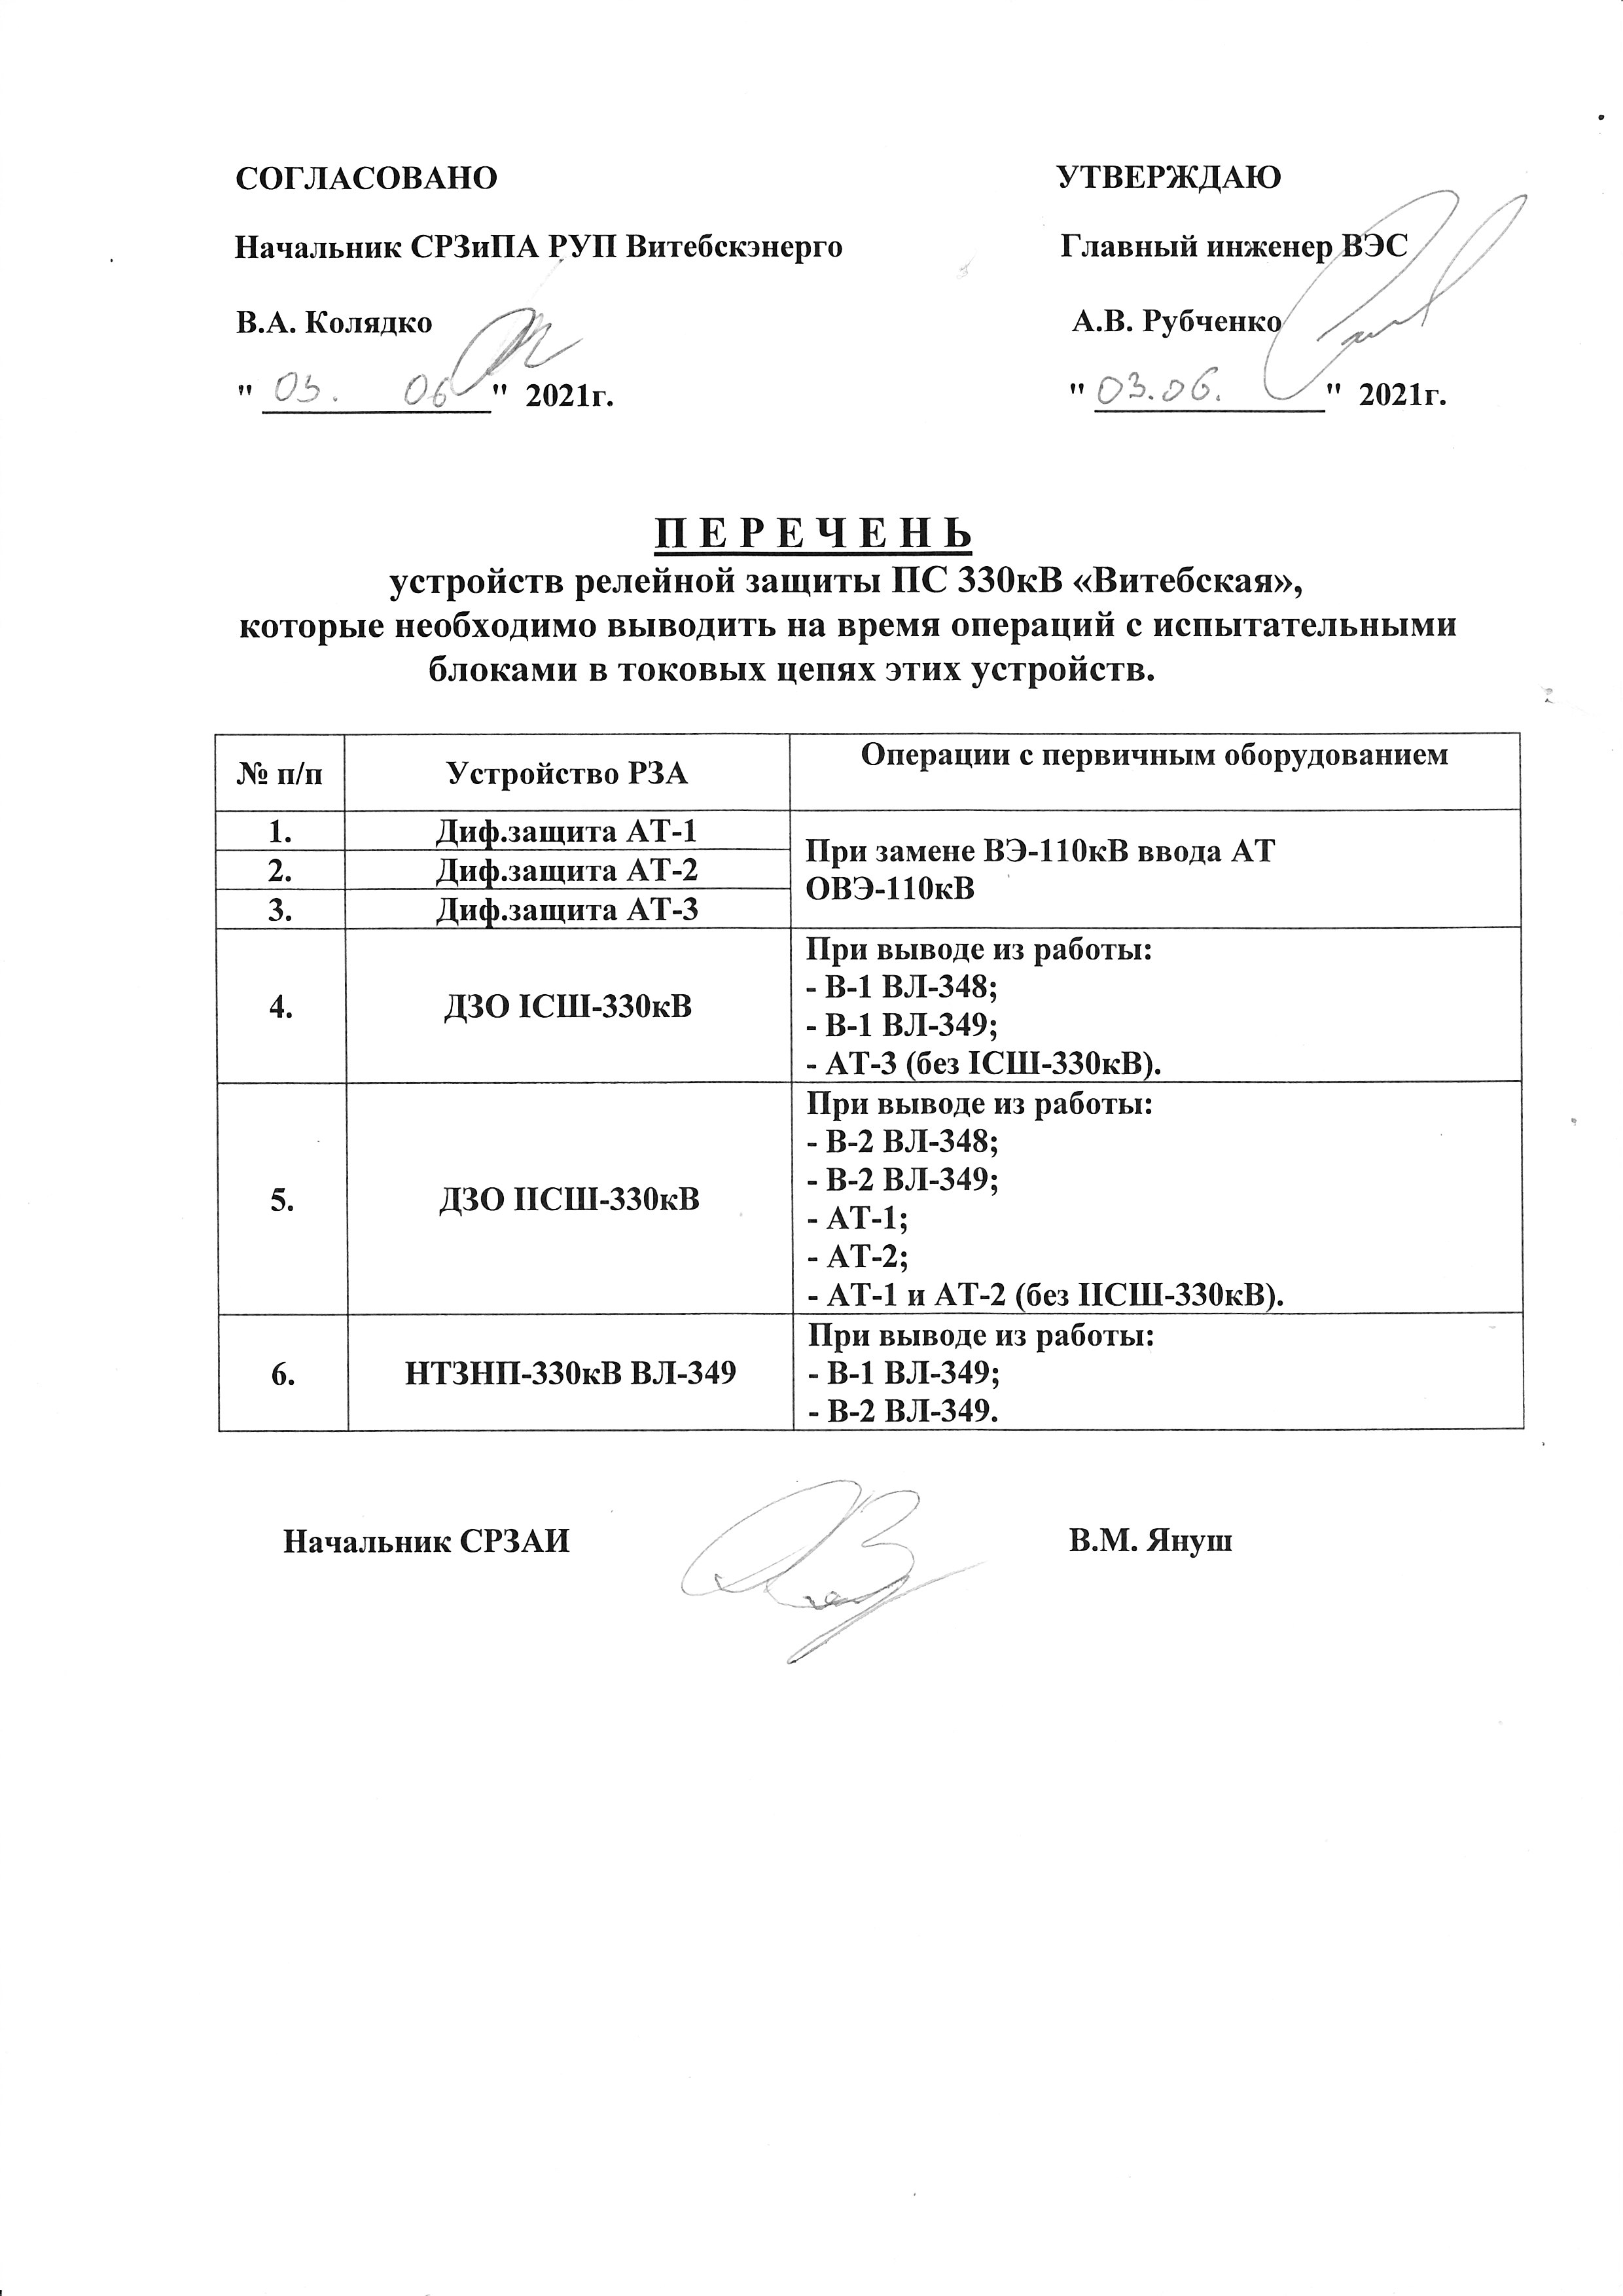 СОГЛАСОВАНО
УТВЕРЖДАЮ
Начальник СРЗиПА РУП Витебскэнерго
Главный инженер ВЭС
В.А. Колядко
А.В. Рубченко
" 03. 06 " 2021г.
" 03.06. " 2021г.
П Е Р Е Ч Е Н Ь
устройств релейной защиты ПС 330кВ «Витебская»,
которые необходимо выводить на время операций с испытательными
блоками в токовых цепях этих устройств.
№ п/п
Устройство РЗА
Операции с первичным оборудованием
1.
Диф.защита АТ-1
При замене ВЭ-110кВ ввода АТ
ОВЭ-110кВ
2.
Диф.защита АТ-2
3.
Диф.защита АТ-3
4.
ДЗО IСШ-330кВ
При выводе из работы:
- В-1 ВЛ-348;
- В-1 ВЛ-349;
- АТ-3 (без IСШ-330кВ).
5.
ДЗО IIСШ-330кВ
При выводе из работы:
- В-2 ВЛ-348;
- В-2 ВЛ-349;
- АТ-1;
- АТ-2;
- АТ-1 и АТ-2 (без IIСШ-330кВ).
6.
НТЗНП-330кВ ВЛ-349
При выводе из работы:
- В-1 ВЛ-349;
- В-2 ВЛ-349.
Начальник СРЗАИ
В.М. Януш